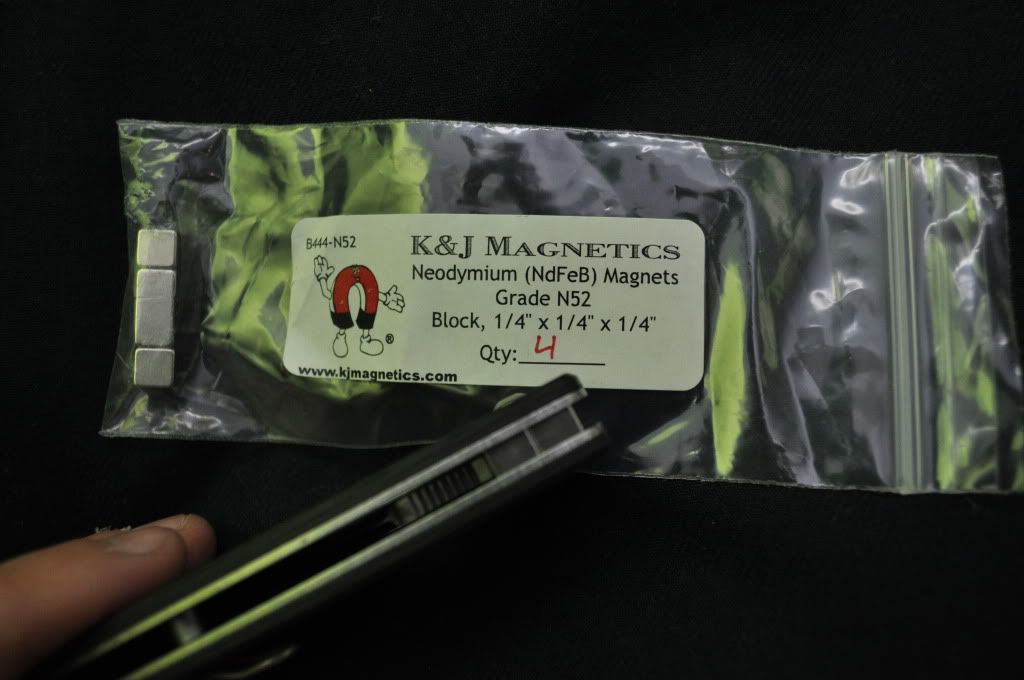 B444-N52
K&J MAGNETICS
Neodymium (NdFeB) Magnets
Grade N52
Block, 1/4" x 1/4" x 1/4"
Qty: 4
®
www.kjmagnetics.com